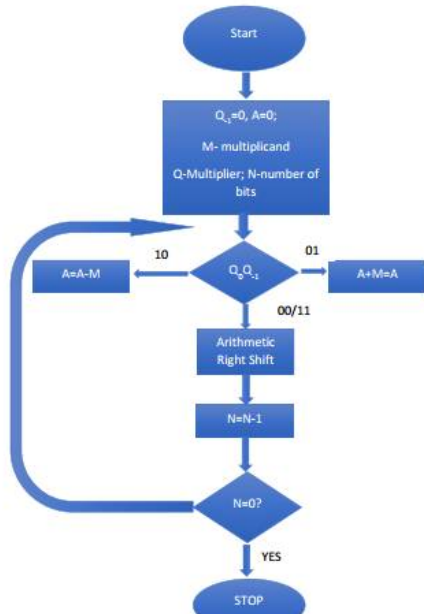 Start
Q₋₁=0, A=0;
M- multiplicand
Q-Multiplier; N-number of
bits
10
01
A=A-M
Q₀Q₋₁
A+M=A
00/11
Arithmetic
Right Shift
N=N-1
N=0?
YES
STOP